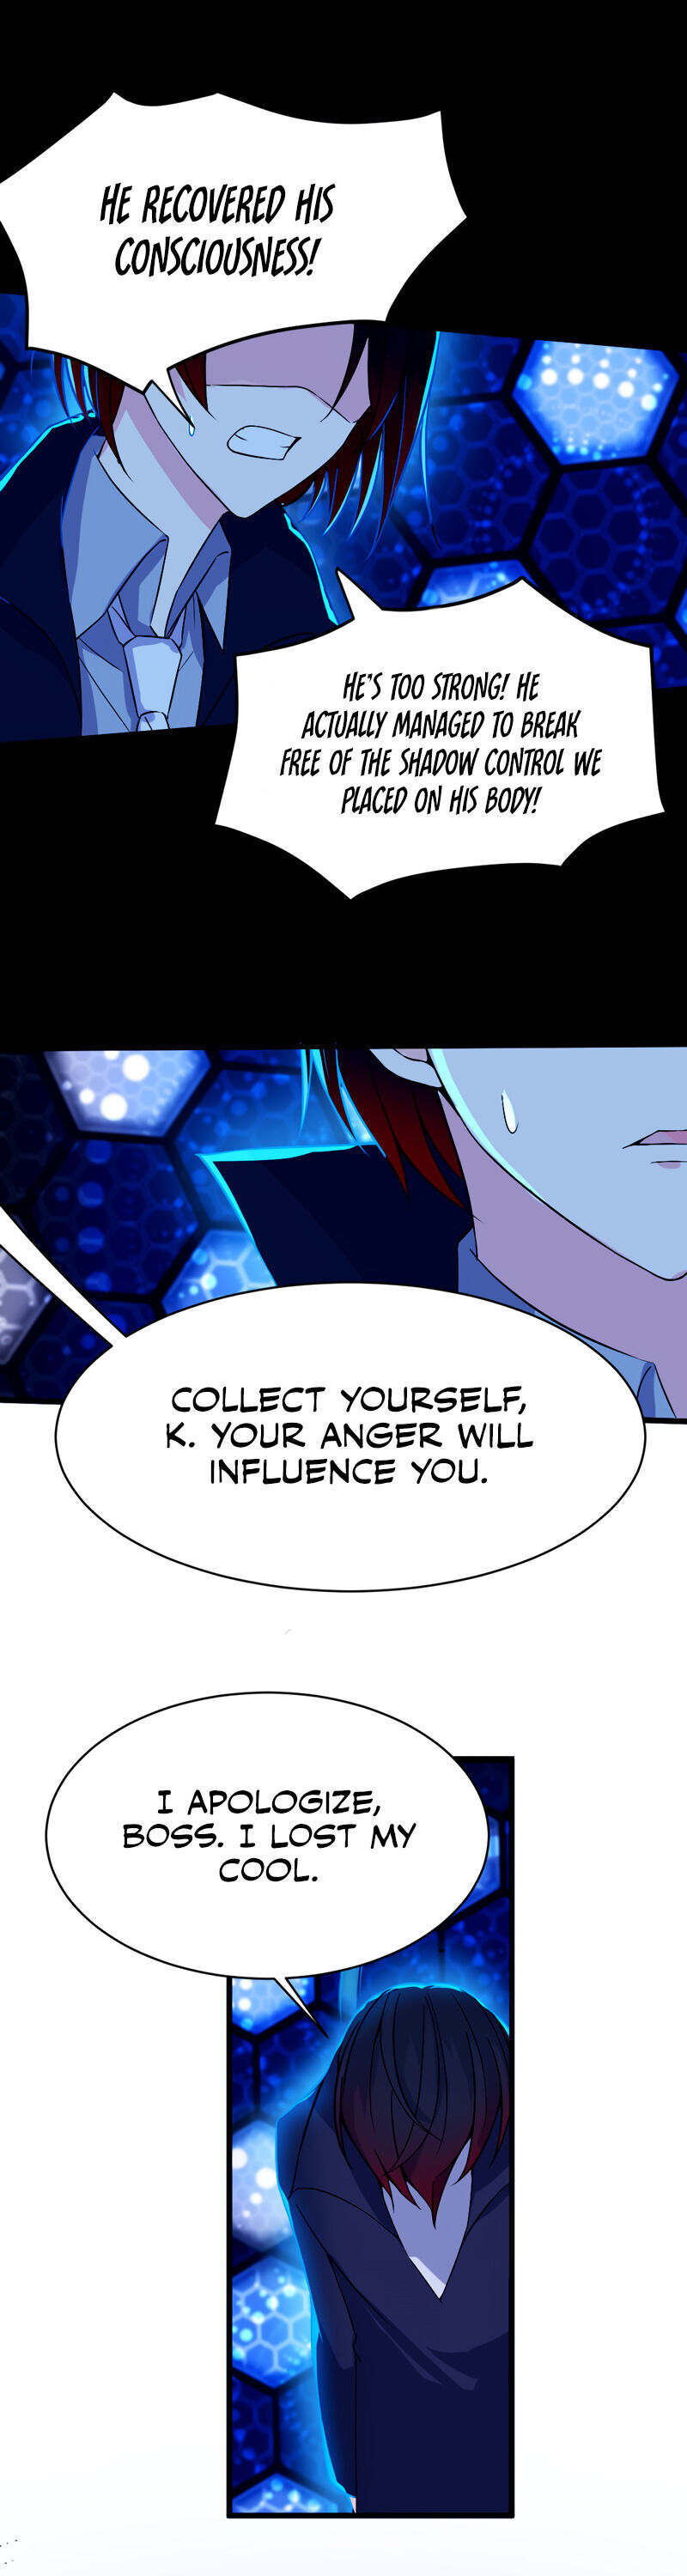 HE RECOVERED HIS
CONSCIOUSNESS!
HE'S TOO STRONG! HE
ACTUALLY MANAGED TO BREAK
FREE OF THE SHADOW CONTROL WE
PLACED ON HIS BODY!
COLLECT YOURSELF,
K. YOUR ANGER WILL
INFLUENCE YOU.
I APOLOGIZE,
BOSS. I LOST MY
COOL.